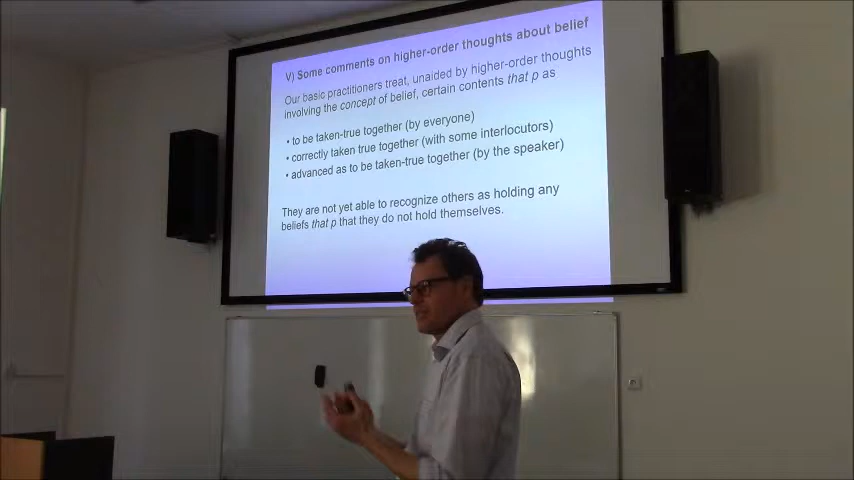 V) Some comments on higher-order thoughts about belief
Our basic practitioners treat, unaided by higher-order thoughts
involving the concept of belief, certain contents that p as
• to be taken-true together (by everyone)
• correctly taken true together (with some interlocutors)
• advanced as to be taken-true together (by the speaker)
They are not yet able to recognize others as holding any
beliefs that p that they do not hold themselves.